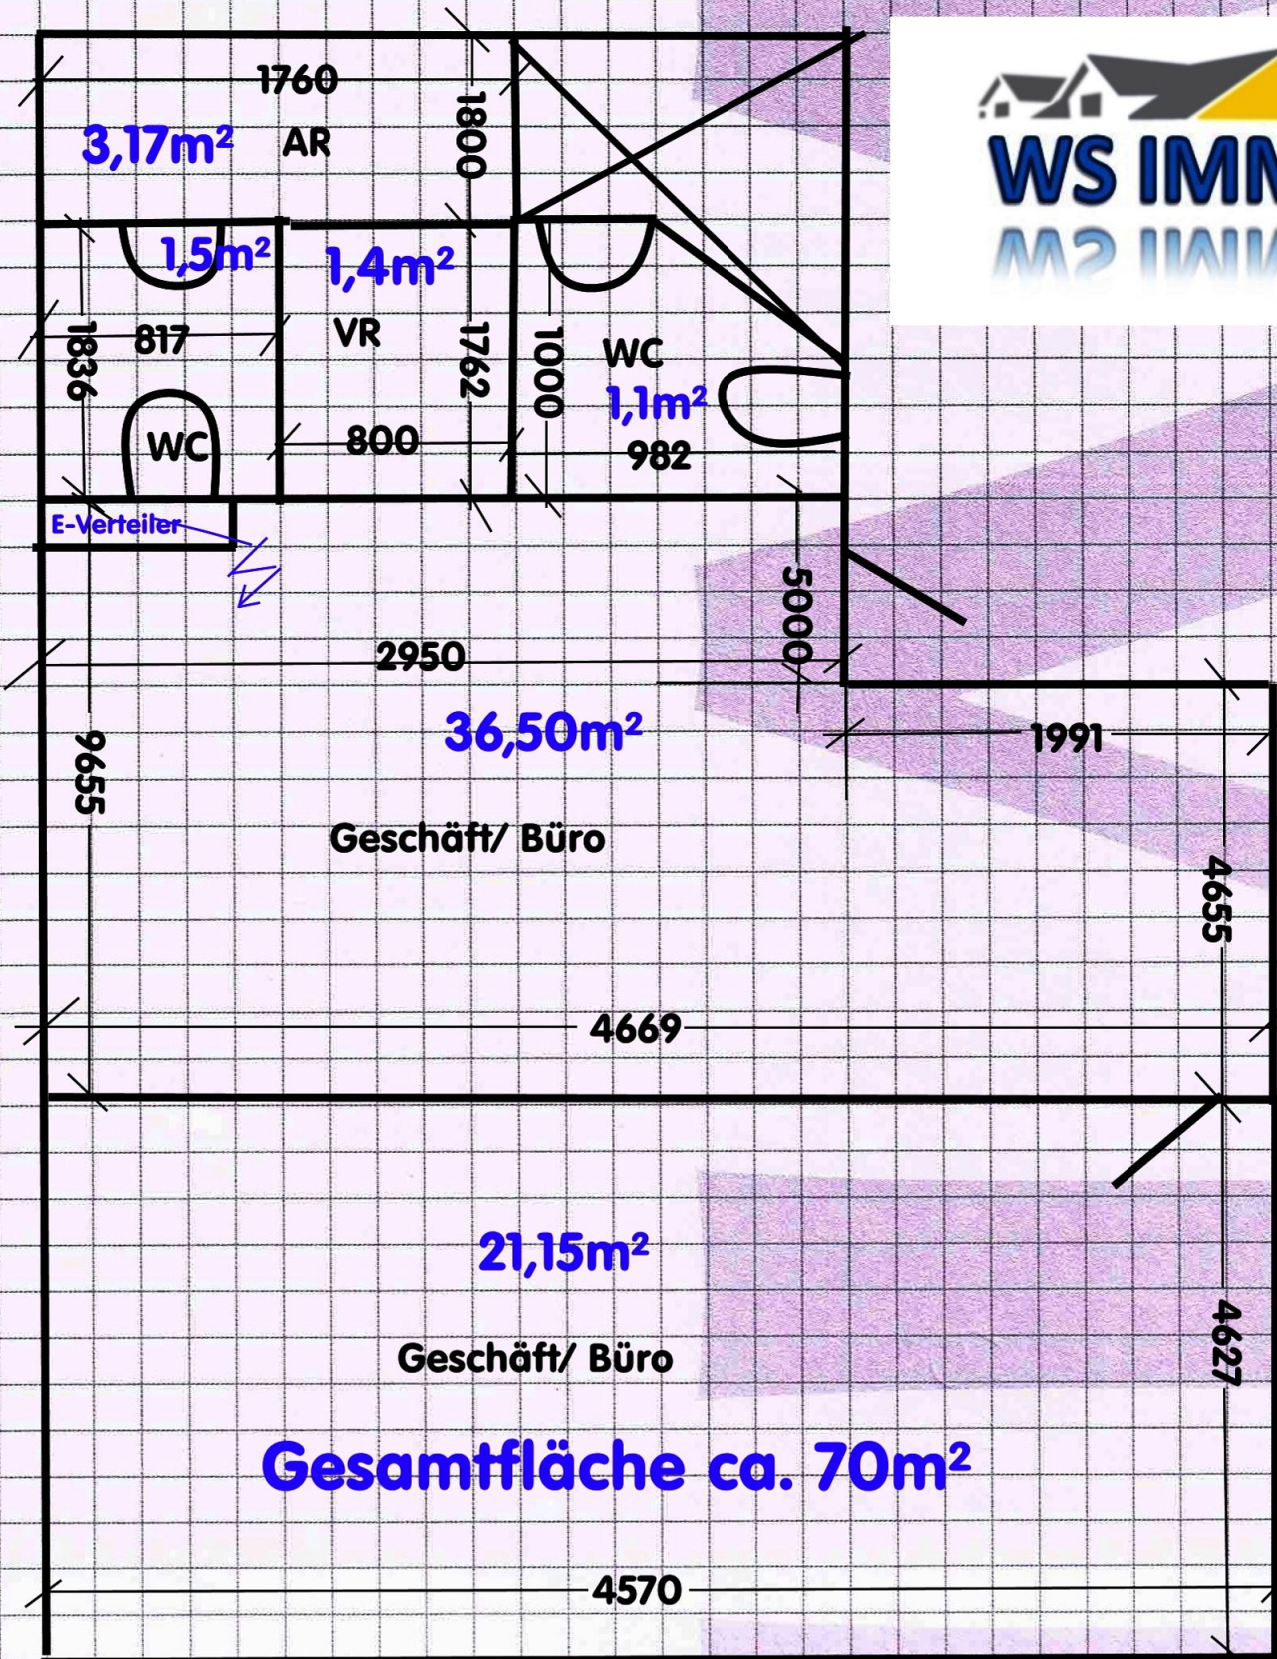 WS IMM
1760
1800
3,17m² AR
1,5m²
1,4m²
1836
817
VR
1762
1000
WC
1,1m²
WC
800
982
E-Verteiler
5000
2950
36,50m²
1991
9655
Geschäft/ Büro
4655
4669
21,15m²
4627
Geschäft/ Büro
Gesamtfläche ca. 70m²
4570